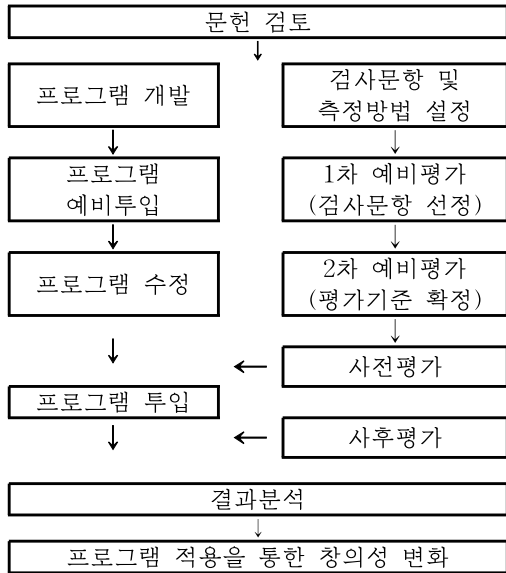 문헌 검토
프로그램 개발
검사문항 및
측정방법 설정
프로그램
예비투입
1차 예비평가
(검사문항 선정)
프로그램 수정
2차 예비평가
(평가기준 확정)
사전평가
프로그램 투입
사후평가
결과분석
프로그램 적용을 통한 창의성 변화